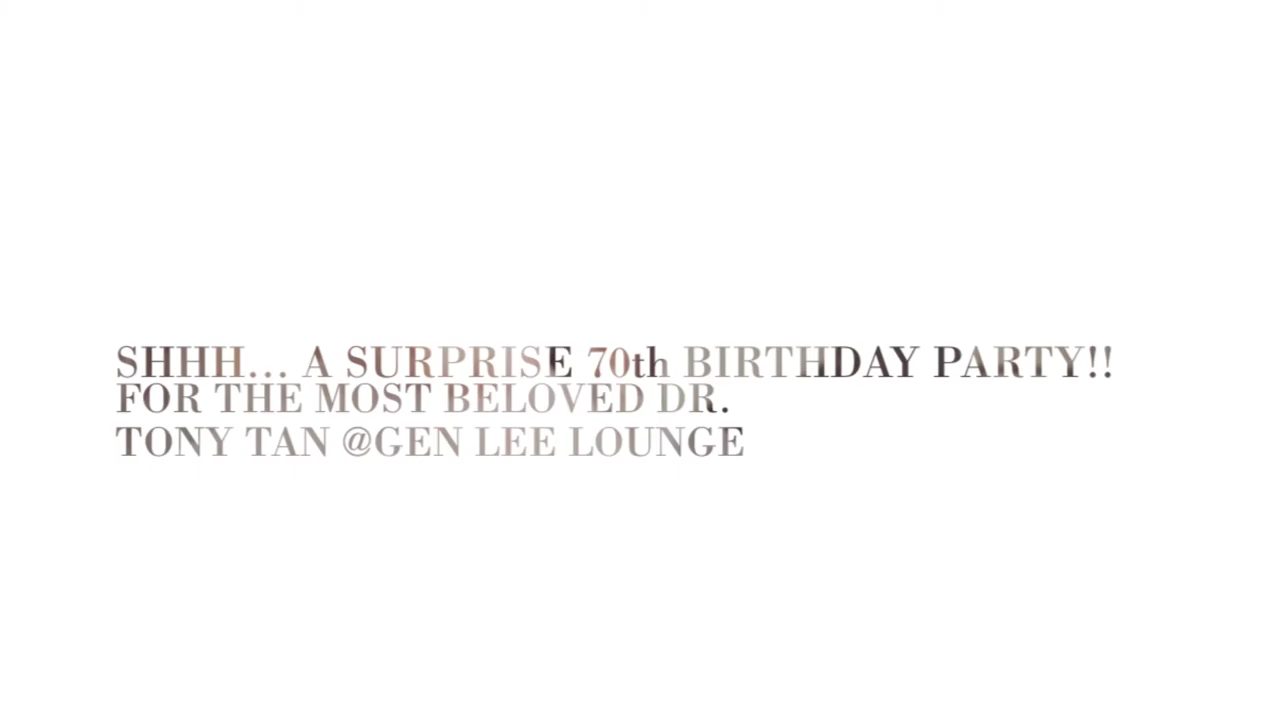 SHHH... A SURPRISE 70th BIRTHDAY PARTY!!
FOR THE MOST BELOVED DR.
TONY TAN @GEN LEE LOUNGE